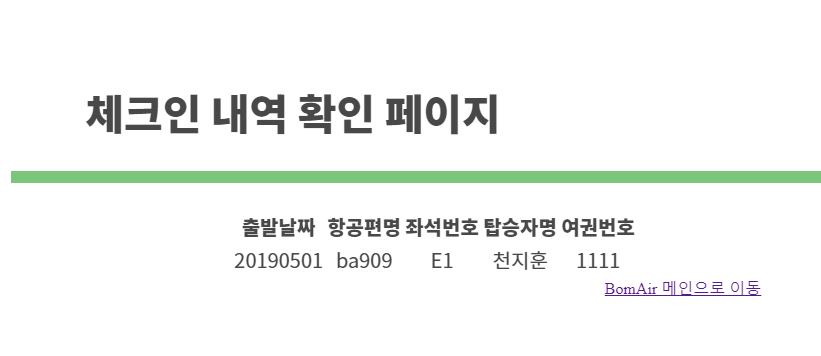 체크인 내역 확인 페이지
출발날짜 항공편명 좌석번호 탑승자명 여권번호
20190501 ba909 E1 천지훈 1111
BomAir 메인으로 이동